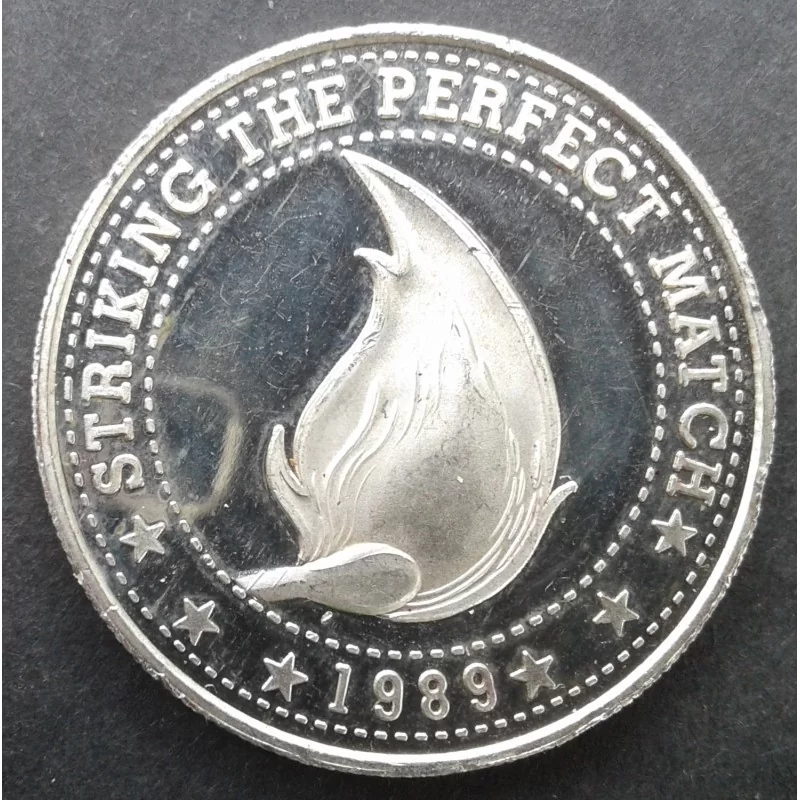 STRIKING THE PERFECT MATCH
1989